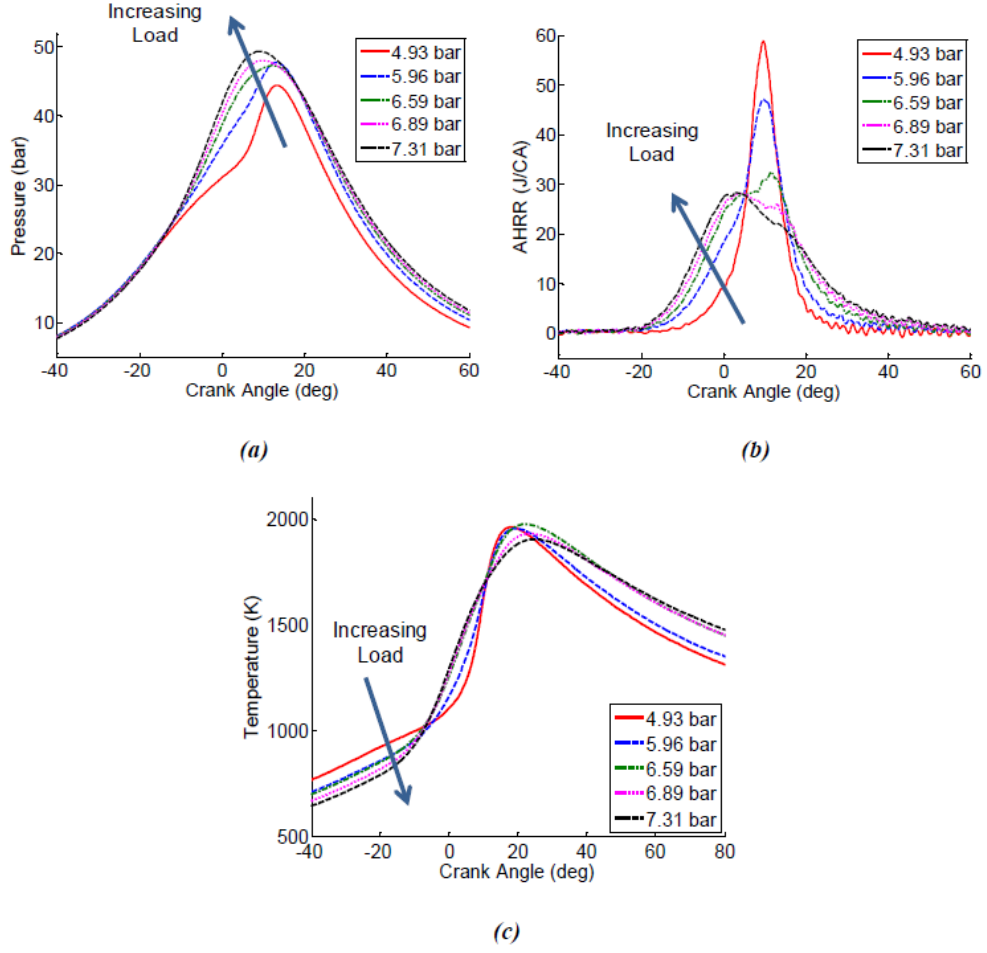 Increasing
Load
50
40
30
20
10
-40
-20
0
20
40
60
Pressure (bar)
Crank Angle (deg)
4.93 bar
5.96 bar
6.59 bar
6.89 bar
7.31 bar
(a)
60
50
40
30
20
10
0
-40
-20
0
20
40
60
AHRR (J/CA)
Crank Angle (deg)
Increasing
Load
4.93 bar
5.96 bar
6.59 bar
6.89 bar
7.31 bar
(b)
2000
1500
1000
500
-40
-20
0
20
40
60
80
Temperature (K)
Crank Angle (deg)
Increasing
Load
4.93 bar
5.96 bar
6.59 bar
6.89 bar
7.31 bar
(c)